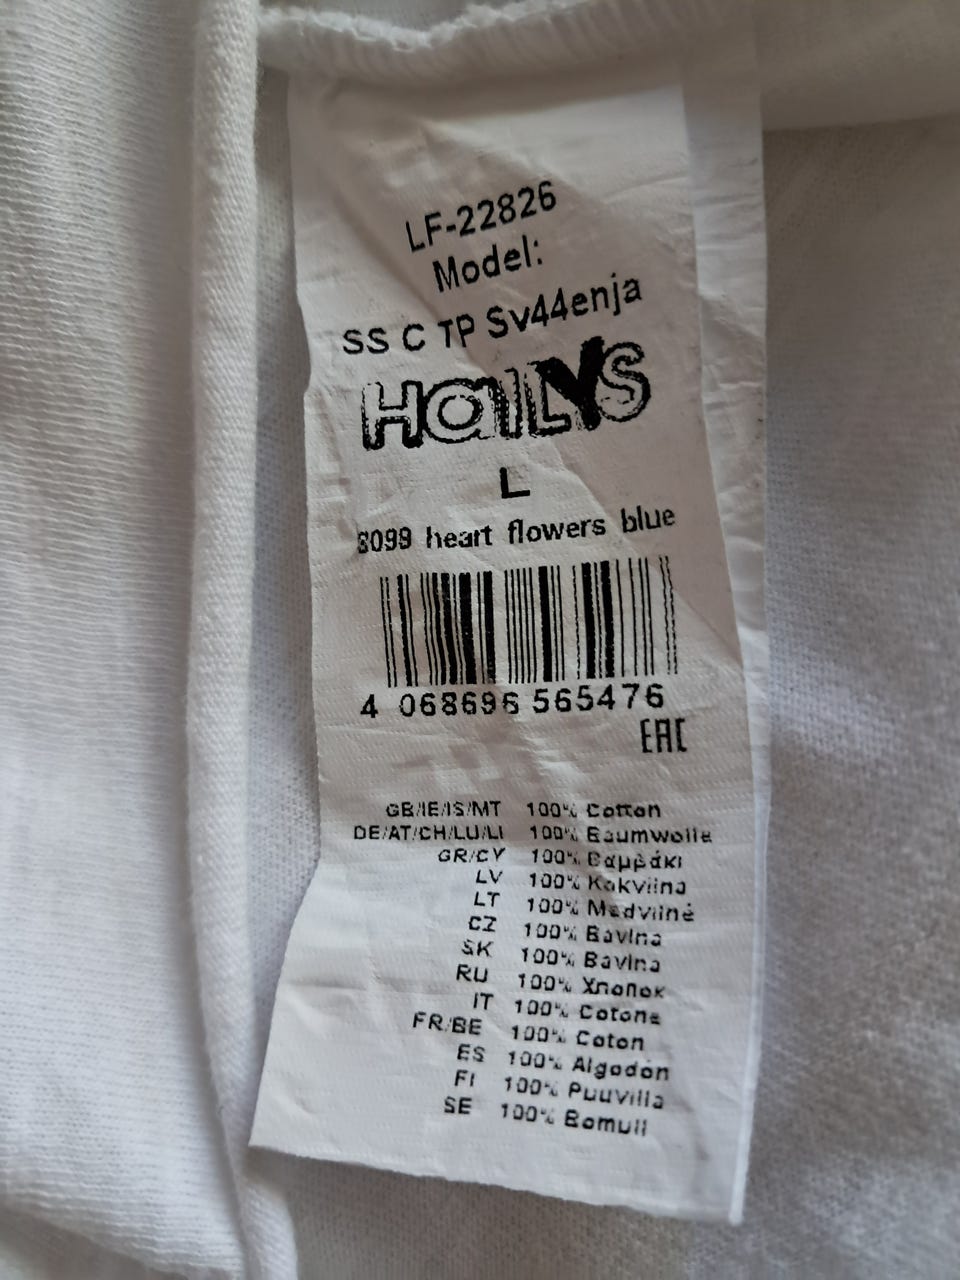 LF-22826
Model:
SS C TP Sv44enja
HaiLYS
L
8099 heart flowers blue
4 068696 565476
EAC
GB/IE/IS/MT 100% Cotton
DE/AT/CH/LU/LI 100% Baumwolle
GR/CY 100% Βαμβάκι
LV 100% Kokvilna
LT 100% Medvilnė
CZ 100% Bavlna
SK 100% Bavlna
RU 100% Хлопок
IT 100% Cotone
FR/BE 100% Coton
ES 100% Algodón
FI 100% Puuvilla
SE 100% Bomull